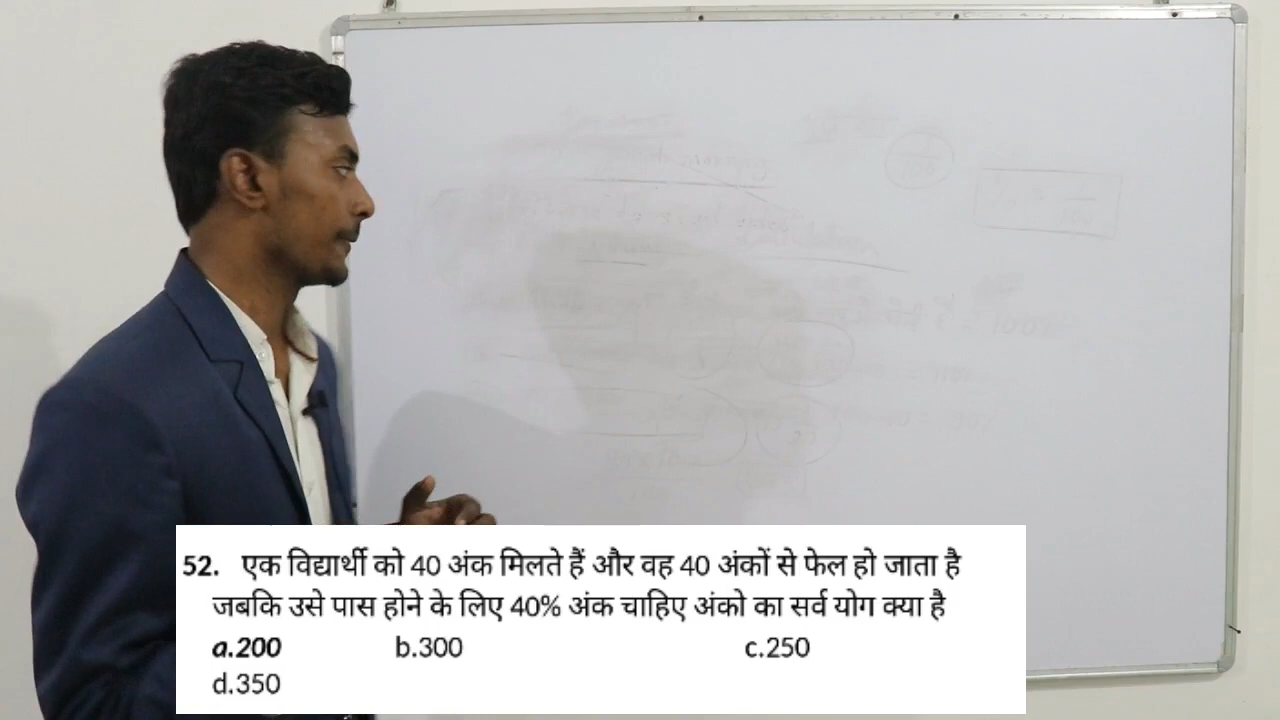 52. एक विद्यार्थी को 40 अंक मिलते हैं और वह 40 अंकों से फेल हो जाता है
जबकि उसे पास होने के लिए 40% अंक चाहिए अंको का सर्व योग क्या है
a.200 b.300 c.250
d.350